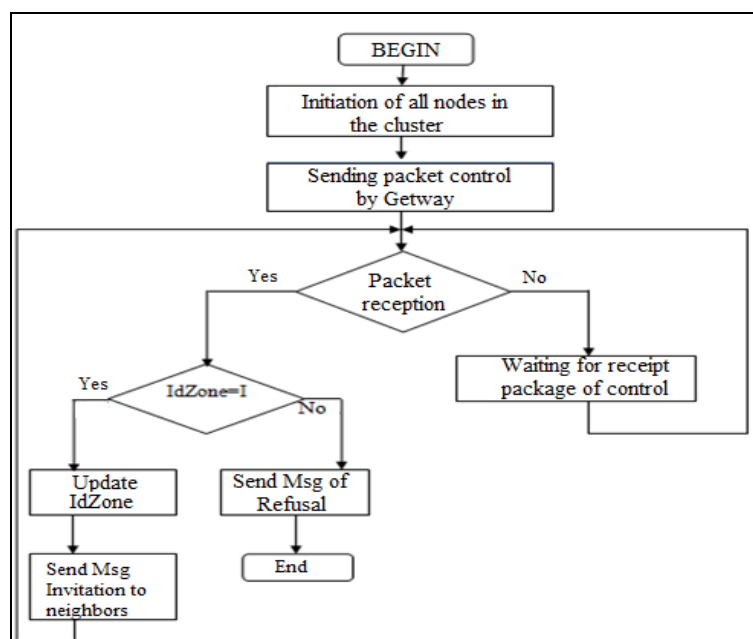 BEGIN
Initiation of all nodes in
the cluster
Sending packet control
by Getway
Yes
Packet
reception
No
Waiting for receipt
package of control
Yes
IdZone=I
No
Update
IdZone
Send Msg of
Refusal
Send Msg
Invitation to
neighbors
End